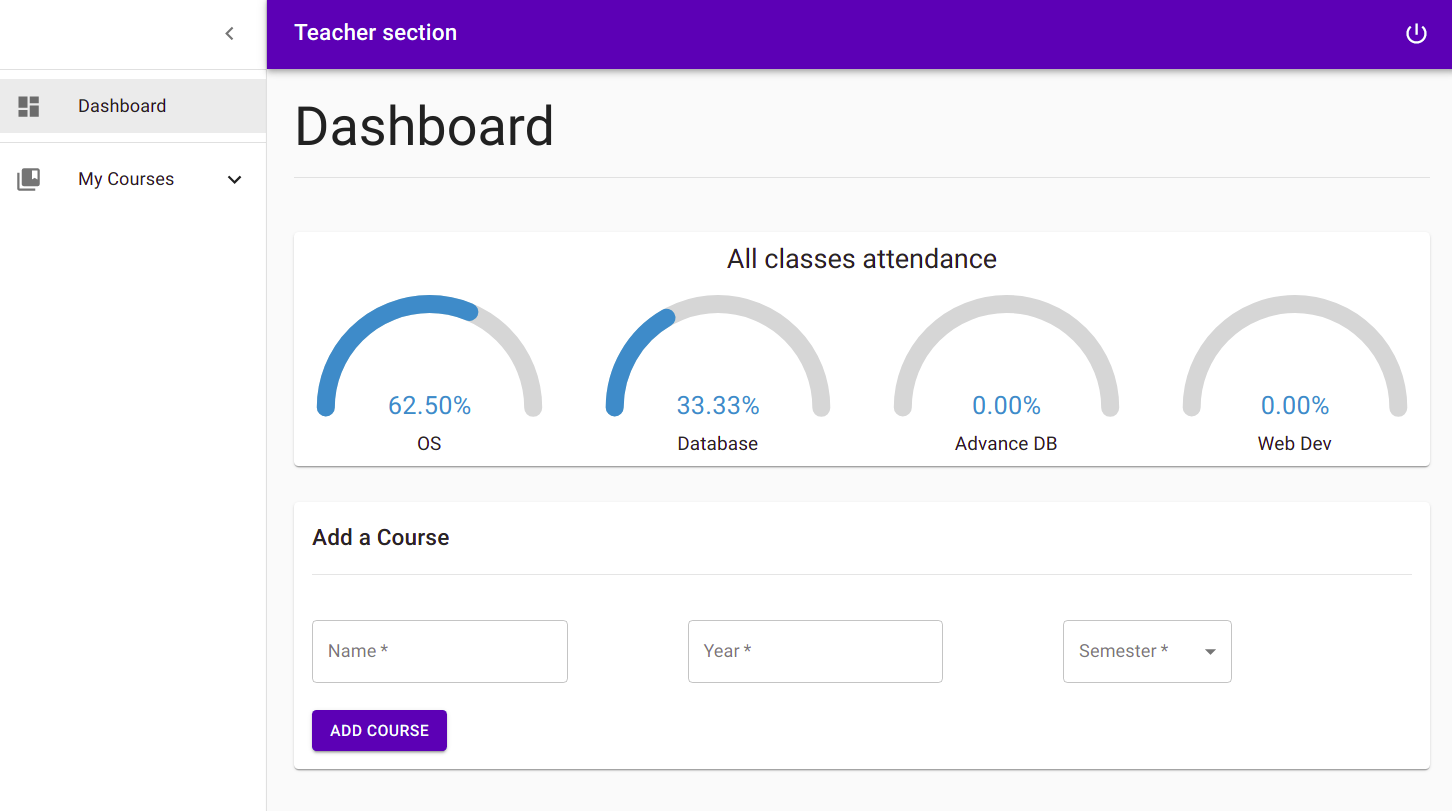 Teacher section
Dashboard
My Courses
Dashboard
All classes attendance
62.50%
OS
33.33%
Database
0.00%
Advance DB
0.00%
Web Dev
Add a Course
Name *
Year *
Semester *
ADD COURSE